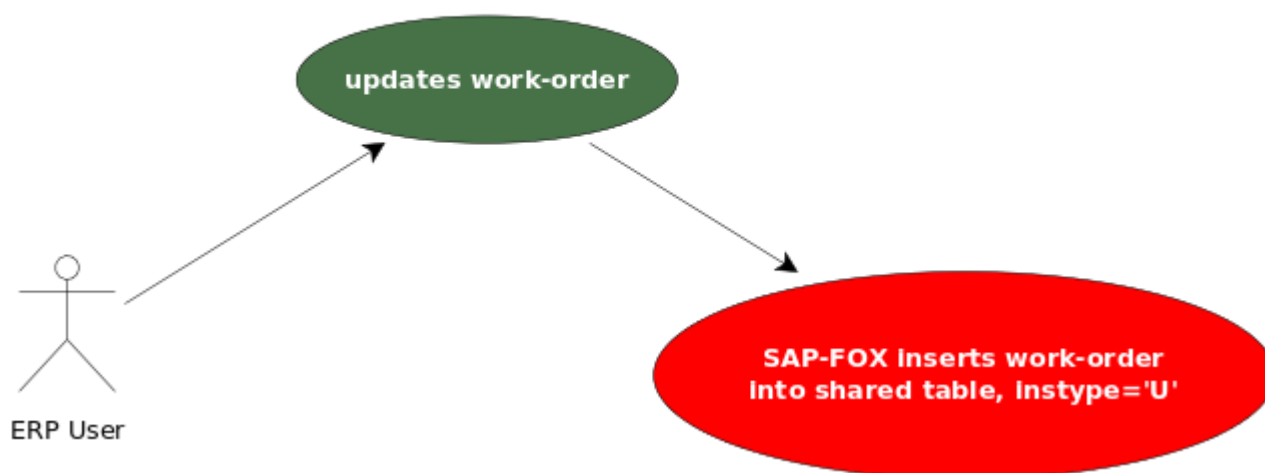 updates work-order
SAP-FOX inserts work-order
into shared table, instype='U'
ERP User